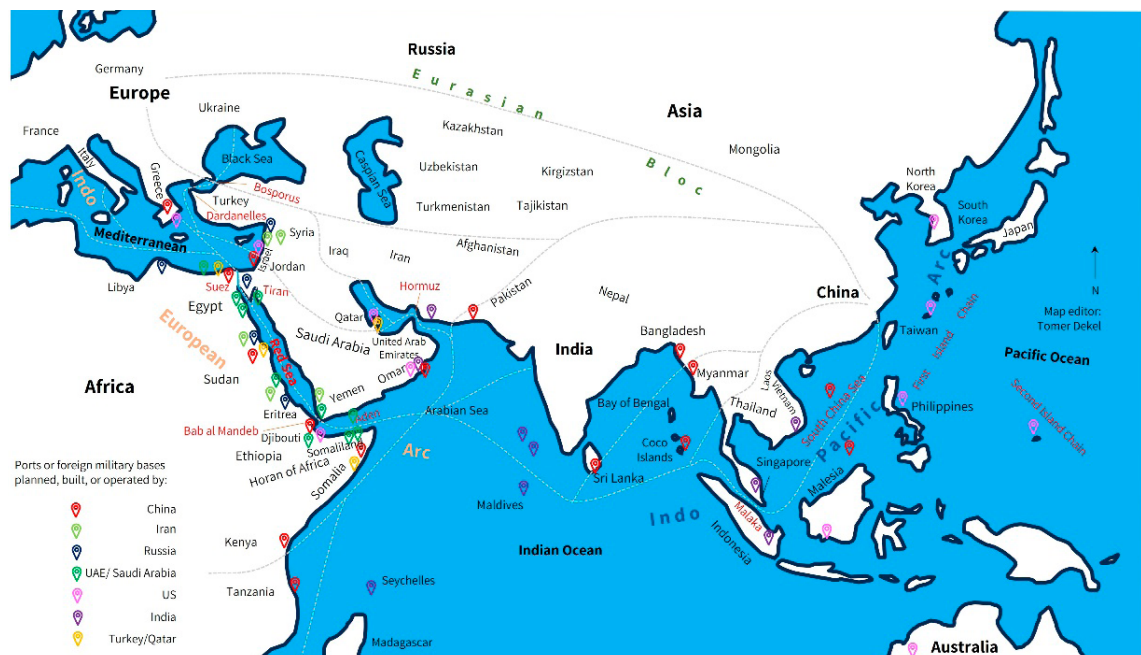 Russia
Germany
Eurasian
Europe
Asia
Ukraine
Kazakhstan
France
Mongolia
Italy
Black Sea
Caspian Sea
Uzbekistan
Kirgizstan
Bloc
Greece
Indo
Bosporus
North
Korea
Turkey
Dardanelles
Turkmenistan
Tajikistan
South
Korea
Japan
Syria
Mediterranean
Israel
Iraq
Iran
Afghanistan
Arc
Jordan
Libya
Suez
Tiran
Hormuz
Pakistan
Nepal
China
N
Egypt
Qatar
Map editor:
Tomer Dekel
European
Saudi Arabia
United Arab
Emirates
India
Bangladesh
Taiwan
First Island Chain
Pacific Ocean
Red Sea
Oman
Myanmar
Laos
Vietnam
Africa
Sudan
Yemen
Thailand
South China Sea
Second Island Chain
Eritrea
Aden
Arabian Sea
Bay of Bengal
Philippines
Bab al Mandeb
Djibouti
Somaliland
Arc
Coco
Islands
Pacific
Ethiopia
Horan of Africa
Somalia
Singapore
Sri Lanka
Malesia
Ports or foreign military bases
planned, built, or operated by:
Maldives
Indo
Malaka
Indonesia
China
Iran
Kenya
Indian Ocean
Russia
UAE/ Saudi Arabia
US
Tanzania
Seychelles
India
Turkey/Qatar
Madagascar
Australia